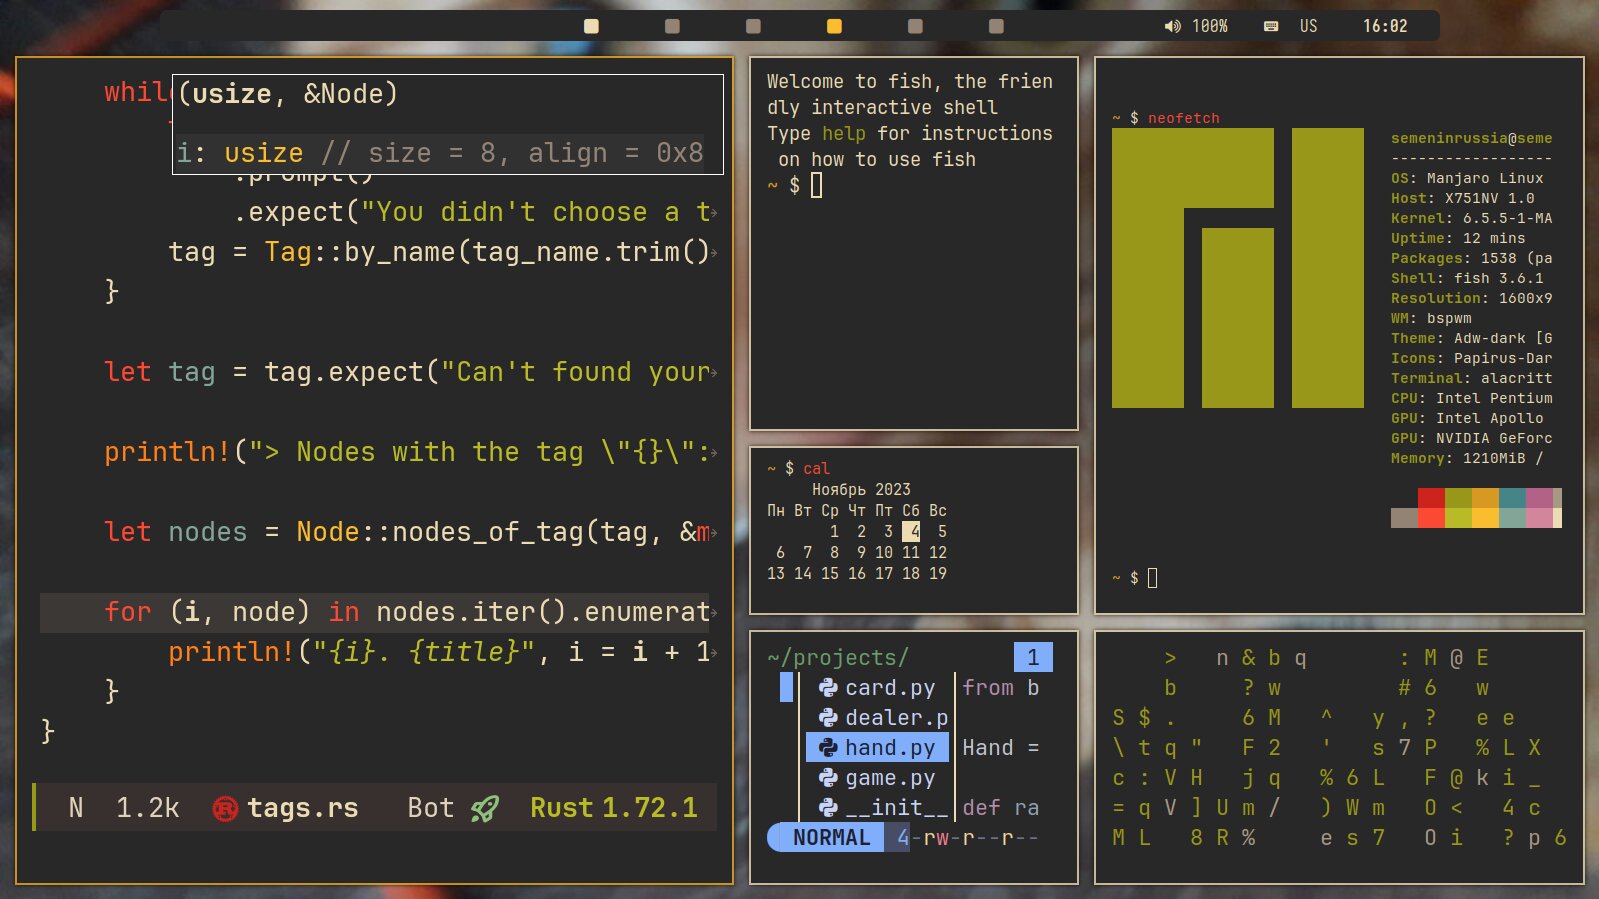 100%
US
16:02
(usize, &Node)
i: usize // size = 8, align = 0x8
.expect("You didn't choose a t
tag = Tag::by_name(tag_name.trim()
}
let tag = tag.expect("Can't found your
println!("> Nodes with the tag \"{}\":
let nodes = Node::nodes_of_tag(tag, &m
for (i, node) in nodes.iter().enumerat
println!("{i}. {title}", i = i + 1
}
}
N 1.2k tags.rs Bot Rust 1.72.1
Welcome to fish, the frien
dly interactive shell
Type help for instructions
on how to use fish
~ $
~ $ cal
Ноябрь 2023
Пн Вт Ср Чт Пт Сб Вс
1 2 3 4 5
6 7 8 9 10 11 12
13 14 15 16 17 18 19
~/projects/ 1
card.py from b
dealer.p
hand.py Hand =
game.py
__init__ def ra
NORMAL 4-rw-r--r--
~ $ neofetch
semeninrussia@seme
------------------
OS: Manjaro Linux
Host: X751NV 1.0
Kernel: 6.5.5-1-MA
Uptime: 12 mins
Packages: 1538 (pa
Shell: fish 3.6.1
Resolution: 1600x9
WM: bspwm
Theme: Adw-dark [G
Icons: Papirus-Dar
Terminal: alacritt
CPU: Intel Pentium
GPU: Intel Apollo
GPU: NVIDIA GeForc
Memory: 1210MiB /
~ $
> n & b q : M @ E
b ? w # 6 w
S $ . 6 M ^ y , ? e e
\ t q " F 2 ' s 7 P % L X
c : V H j q % 6 L F @ k i _
= q V ] U m / ) W m O < 4 c
M L 8 R % e s 7 O i ? p 6